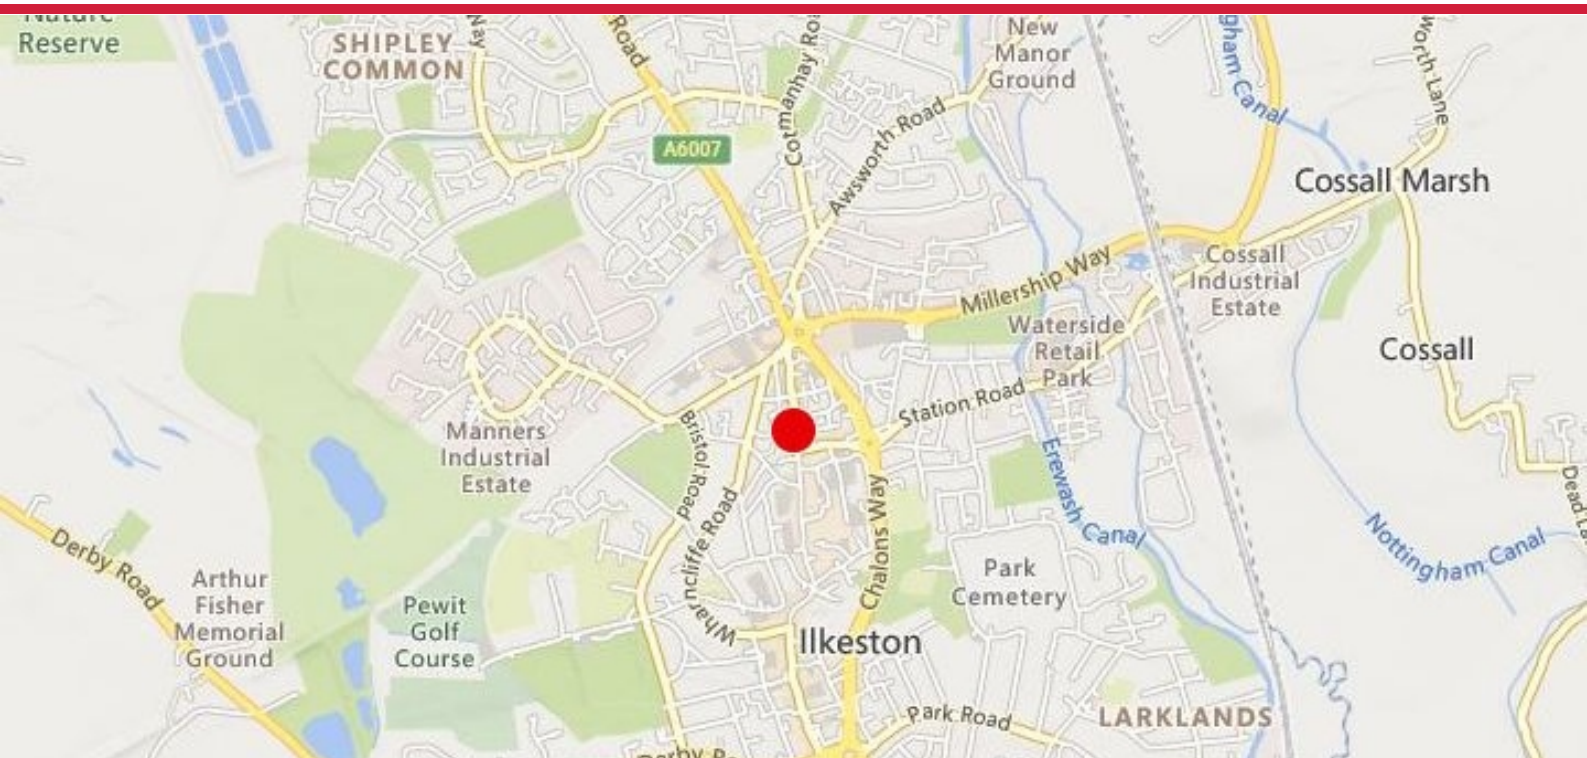 Nature
Reserve
SHIPLEY
COMMON
Way
Road
Cotmanhay Road
New
Manor
Ground
A6007
Awsworth Road
Cossall Marsh
Millership Way
Cossall
Industrial
Estate
Waterside
Retail
Park
Cossall
Station Road
Manners
Industrial
Estate
Bristol Road
Erewash Canal
Wharncliffe Road
Chalons Way
Nottingham Canal
Derby Road
Arthur
Fisher
Memorial
Ground
Pewit
Golf
Course
Park
Cemetery
Ilkeston
Park Road
LARKLANDS